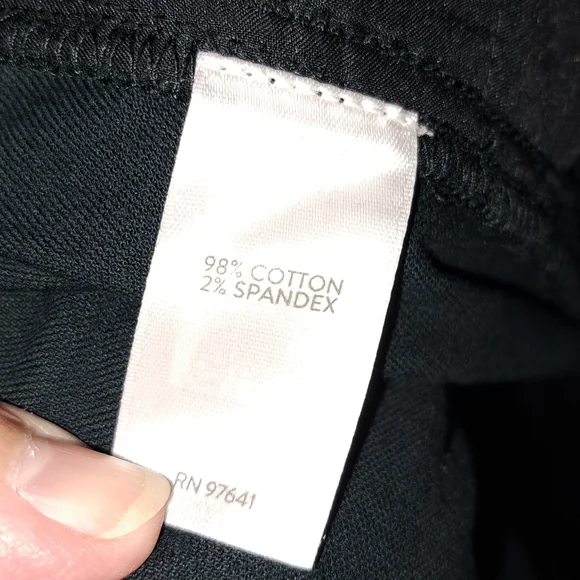 98% COTTON
2% SPANDEX
RN 97641